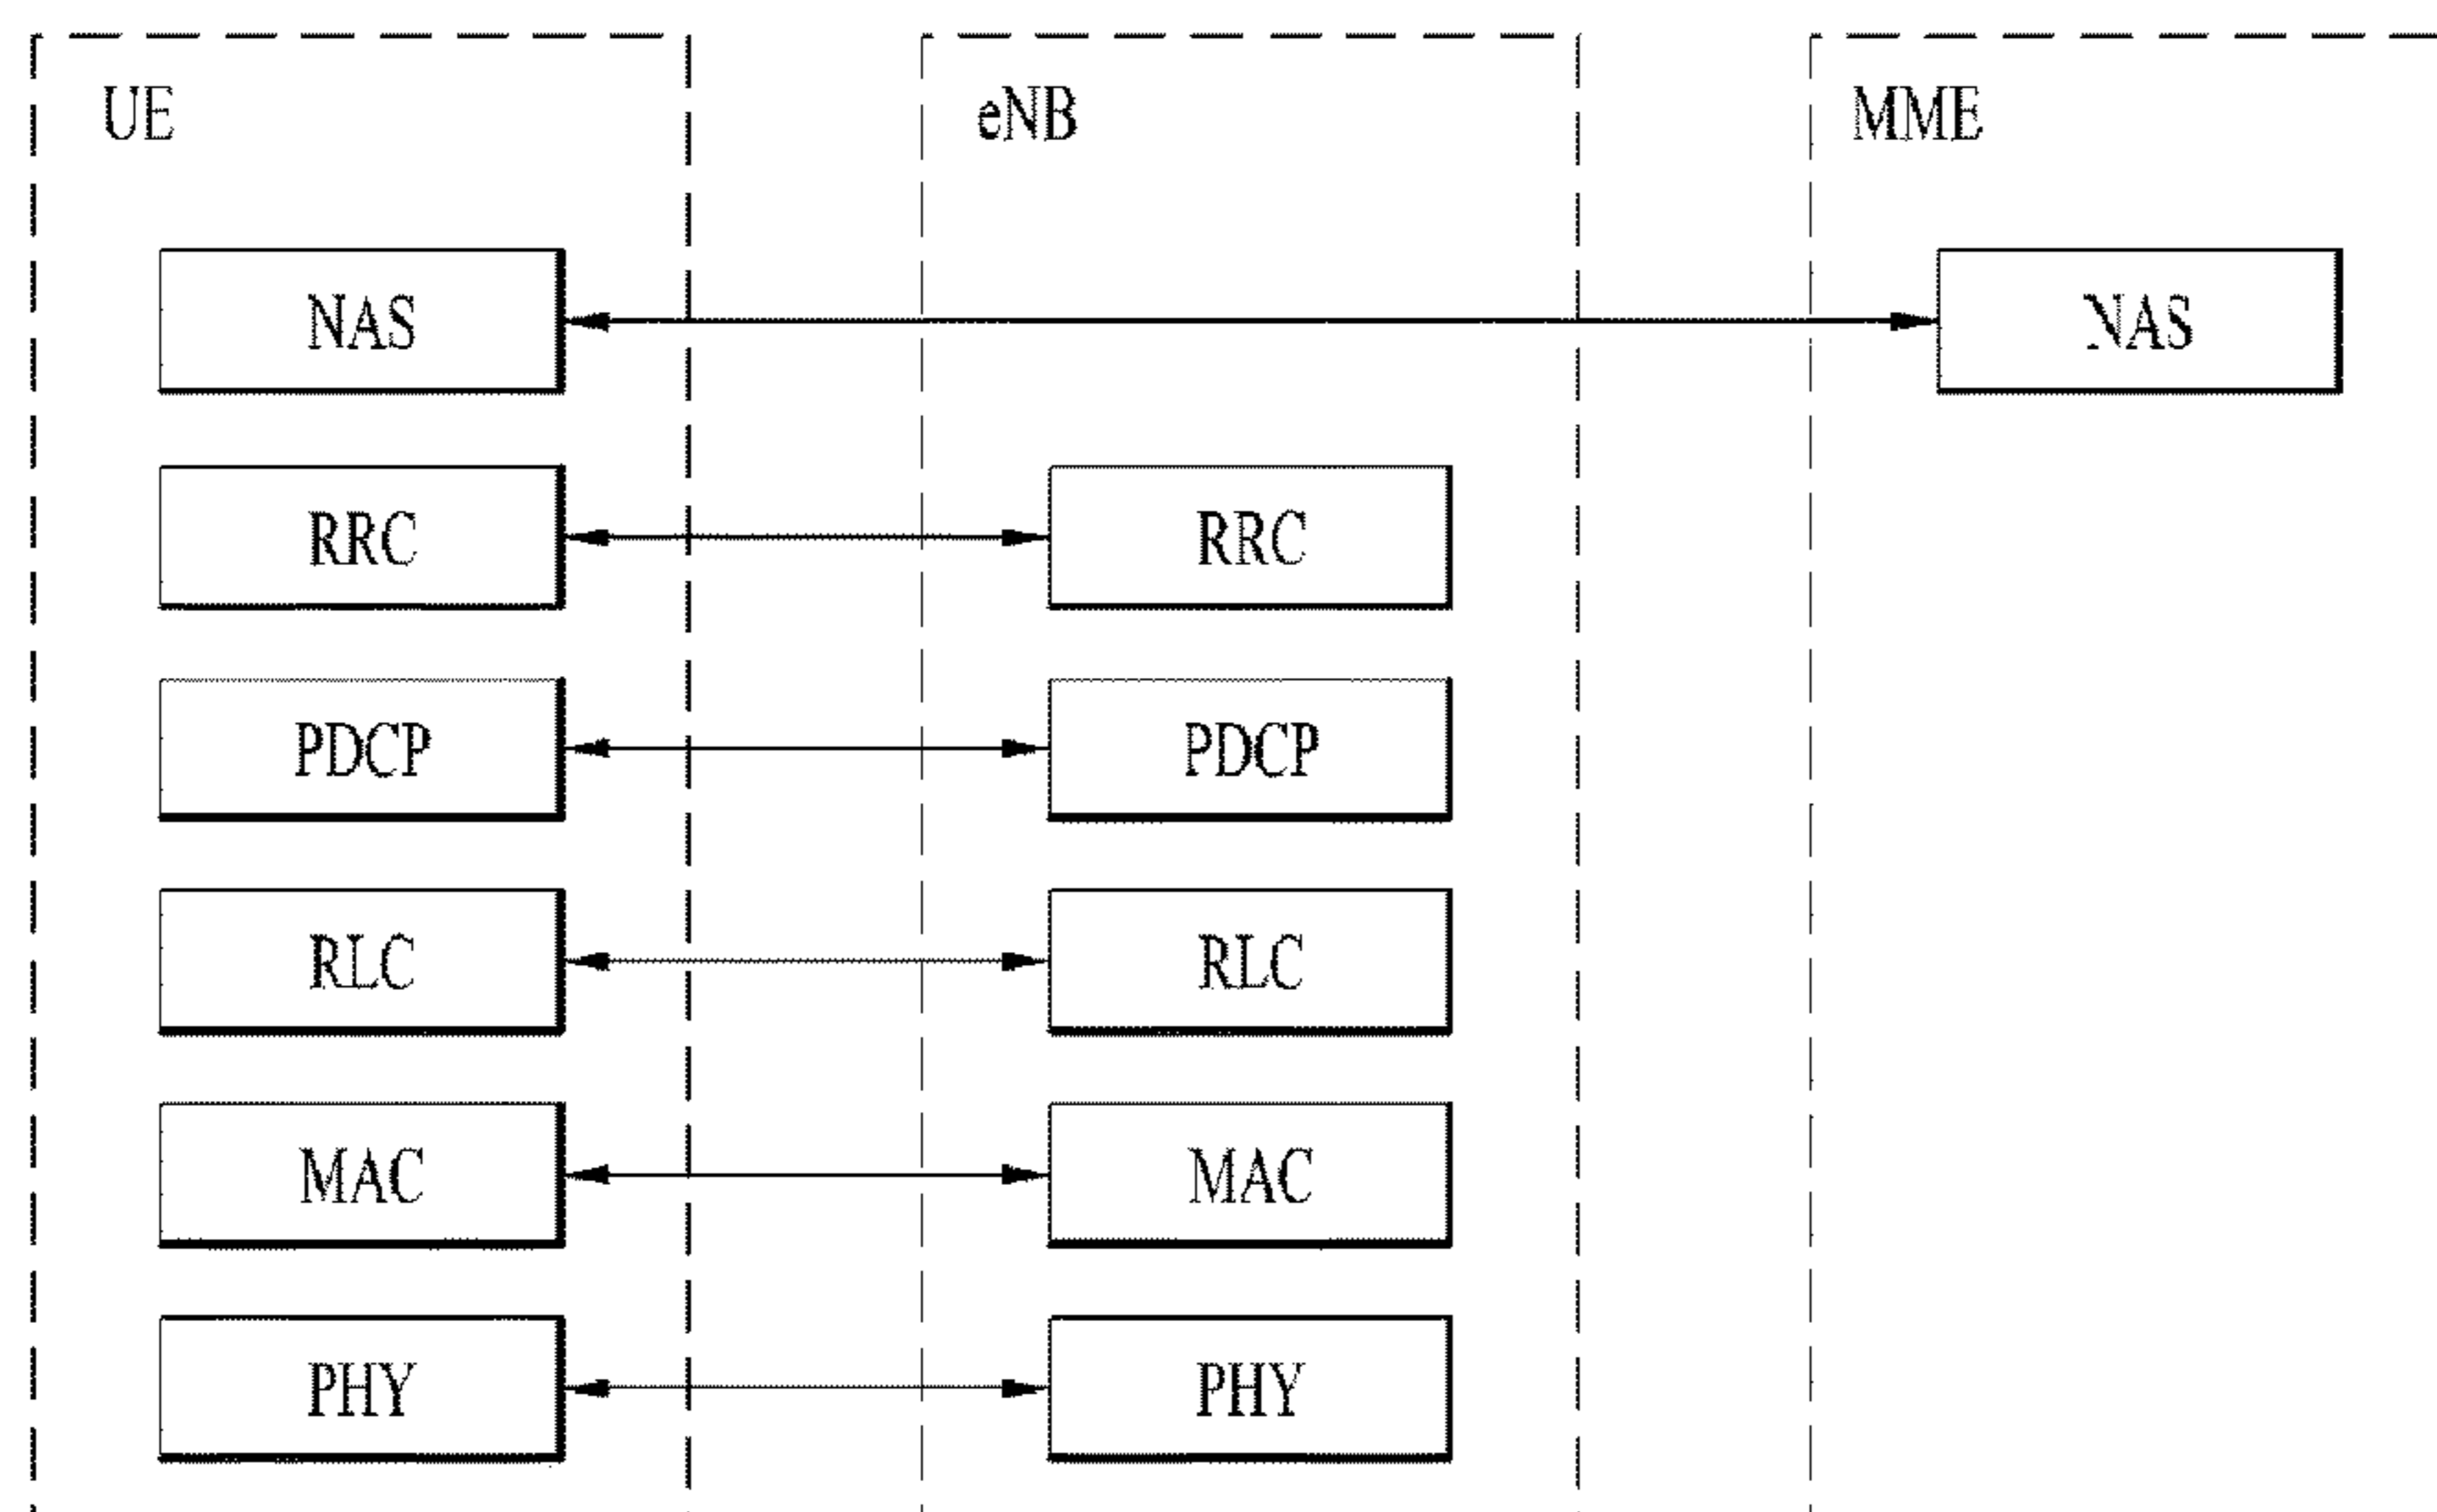 UE eNB MME
NAS NAS
RRC RRC
PDCP PDCP
RLC RLC
MAC MAC
PHY PHY